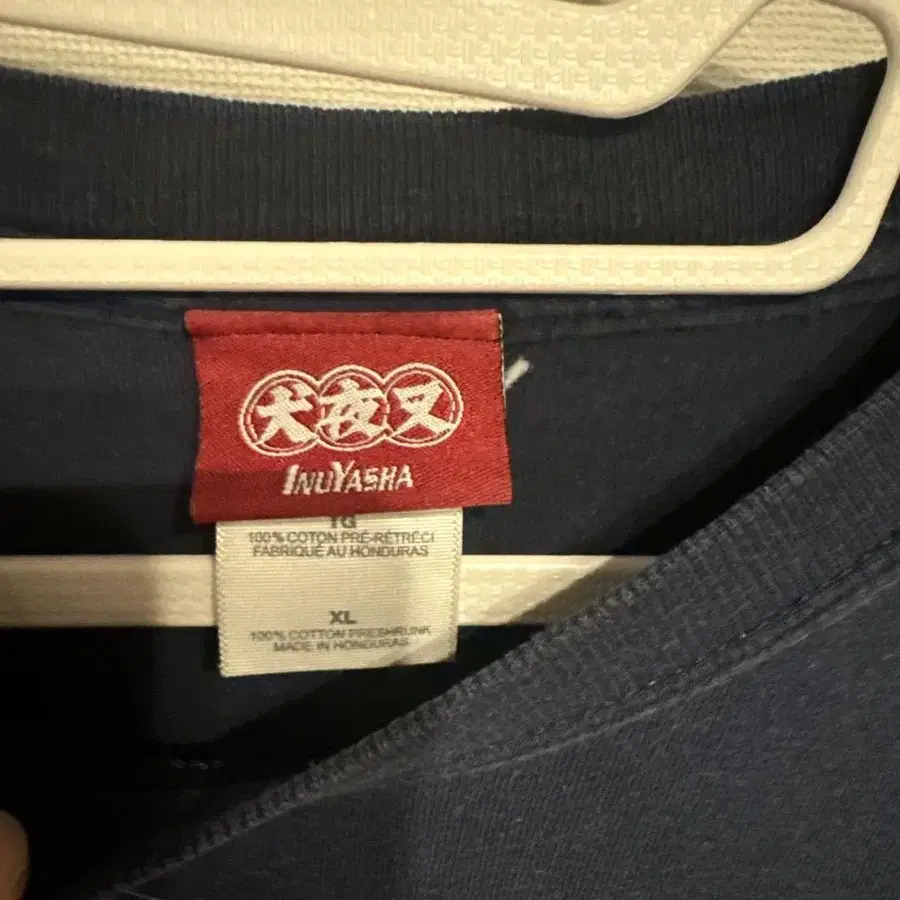 犬夜叉
INUYASHA
TG
100% COTON PRÉ-RÉTRÉCI
FABRIQUÉ AU HONDURAS
XL
100% COTTON PRESHRUNK
MADE IN HONDURAS